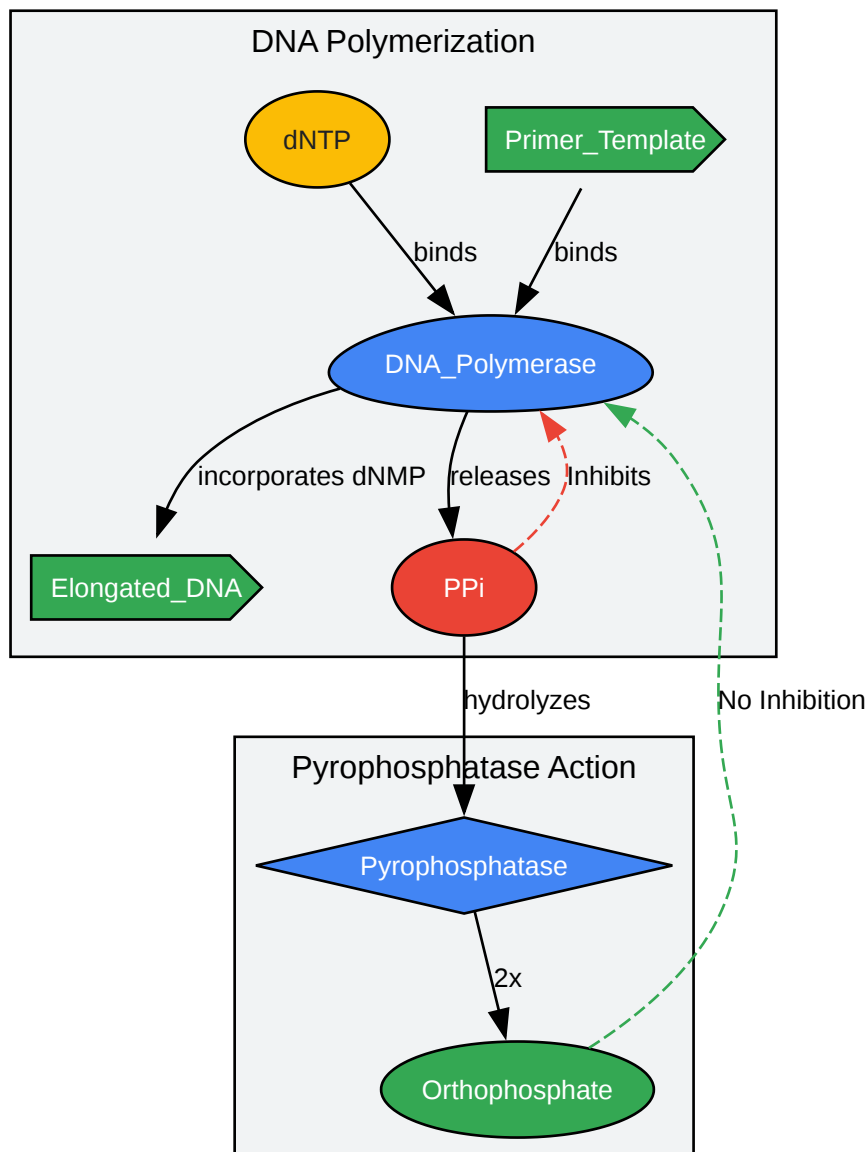 DNA Polymerization
dNTP
Primer_Template
binds
binds
DNA_Polymerase
incorporates dNMP
releases
Inhibits
Elongated_DNA
PPi
hydrolyzes
No Inhibition
Pyrophosphatase Action
Pyrophosphatase
2x
Orthophosphate